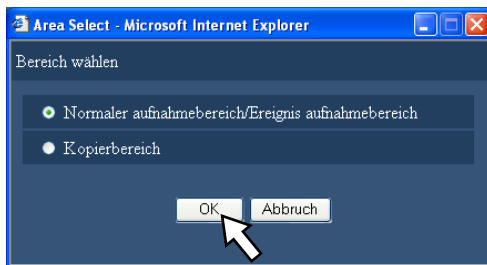 Area Select - Microsoft Internet Explorer
Bereich wählen
Normaler aufnahmebereich/Ereignis aufnahmebereich
Kopierbereich
OK Abbruch